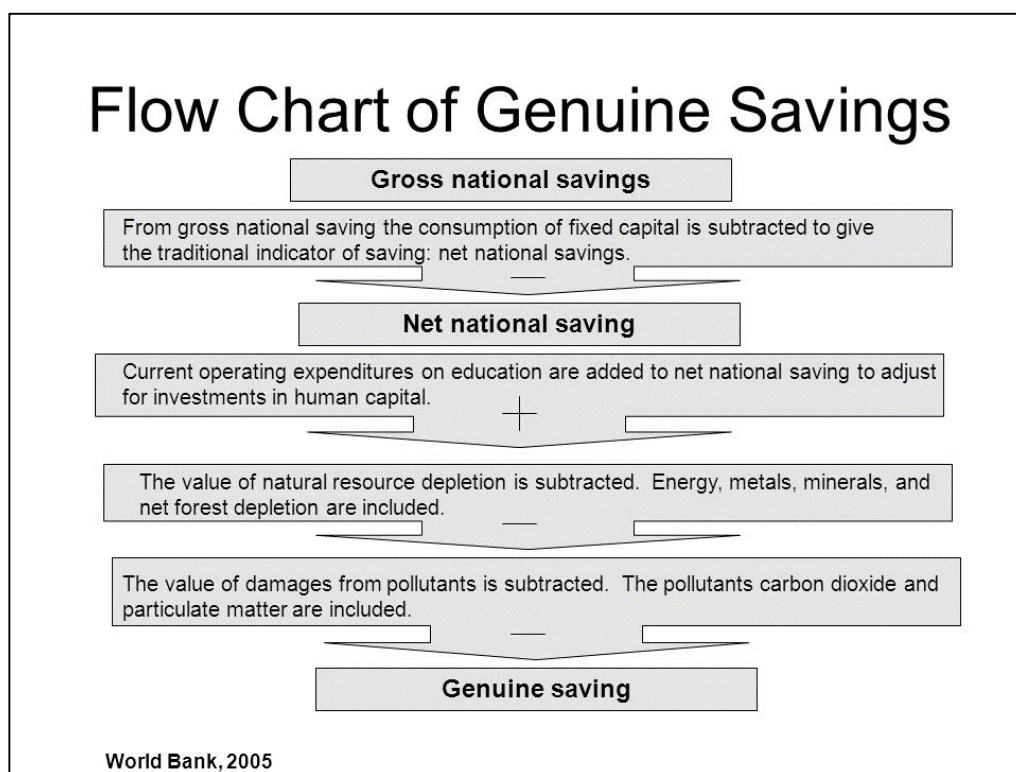 Flow Chart of Genuine Savings
Gross national savings
From gross national saving the consumption of fixed capital is subtracted to give
the traditional indicator of saving: net national savings.
—
Net national saving
Current operating expenditures on education are added to net national saving to adjust
for investments in human capital.
+
The value of natural resource depletion is subtracted. Energy, metals, minerals, and
net forest depletion are included.
—
The value of damages from pollutants is subtracted. The pollutants carbon dioxide and
particulate matter are included.
—
Genuine saving
World Bank, 2005